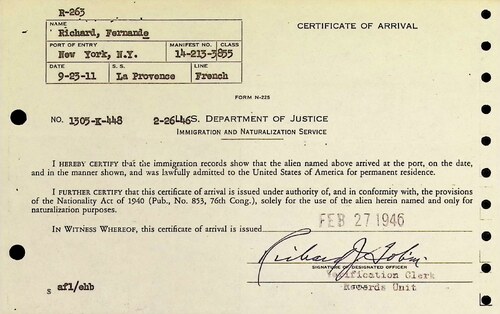 R-263
CERTIFICATE OF ARRIVAL
NAME
Richard, Fernande
PORT OF ENTRY MANIFEST NO. CLASS
New York, N.Y. 14-213-3855
DATE S. S. LINE
9-23-11 La Provence French
FORM N-225
NO. 1305-K-448 2-26-46 S. DEPARTMENT OF JUSTICE
IMMIGRATION AND NATURALIZATION SERVICE
I HEREBY CERTIFY that the immigration records show that the alien named above arrived at the port, on the date,
and in the manner shown, and was lawfully admitted to the United States of America for permanent residence.
I FURTHER CERTIFY that this certificate of arrival is issued under authority of, and in conformity with, the provisions
of the Nationality Act of 1940 (Pub., No. 853, 76th Cong.), solely for the use of the alien herein named and only for
naturalization purposes.
FEB 27 1946
IN WITNESS WHEREOF, this certificate of arrival is issued
Richard J. Tobin
SIGNATURE OF DESIGNATED OFFICER
Verification Clerk
Records Unit
s afl/ehb